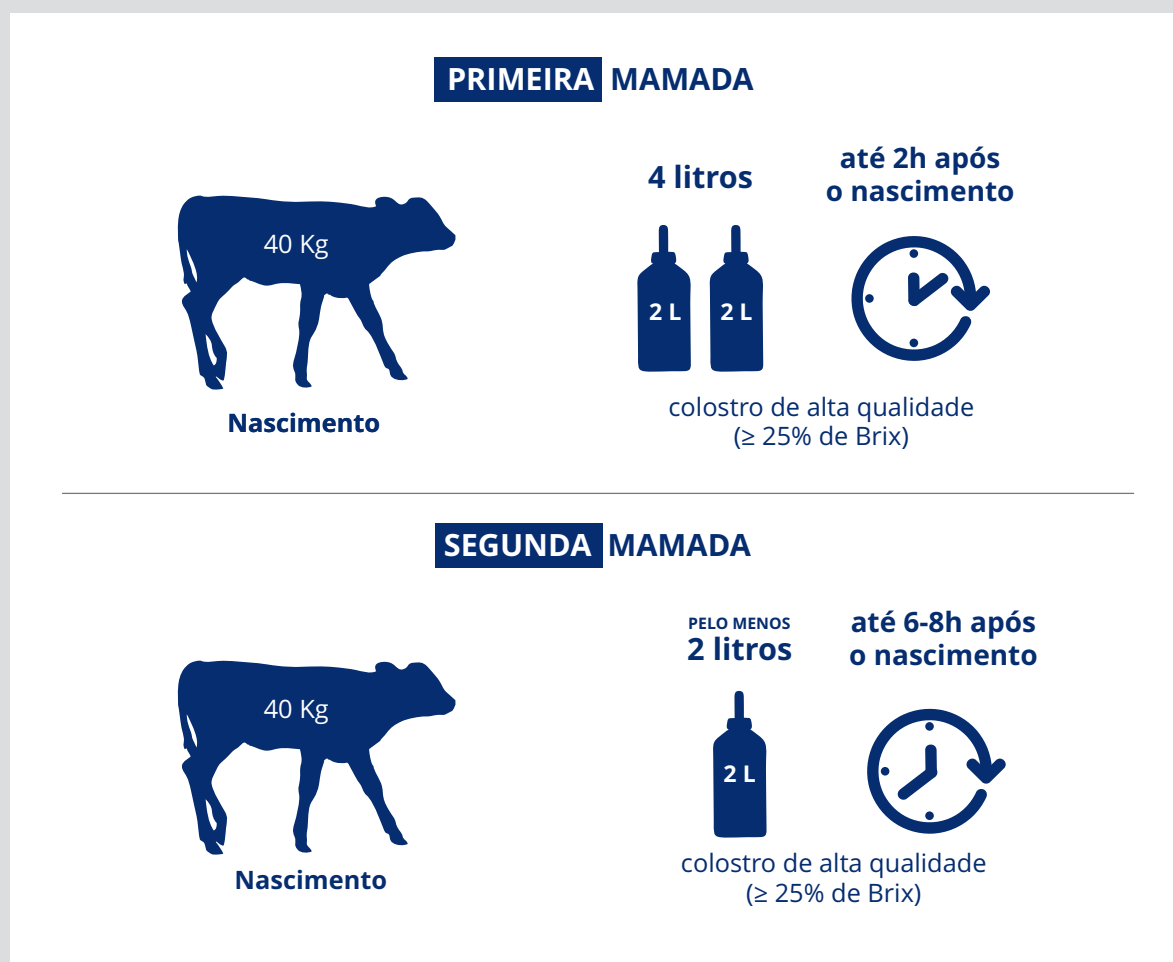 PRIMEIRA MAMADA
4 litros
até 2h após
o nascimento
40 Kg
2 L
2 L
Nascimento
colostro de alta qualidade
(≥ 25% de Brix)
SEGUNDA MAMADA
PELO MENOS
2 litros
até 6-8h após
o nascimento
40 Kg
2 L
Nascimento
colostro de alta qualidade
(≥ 25% de Brix)